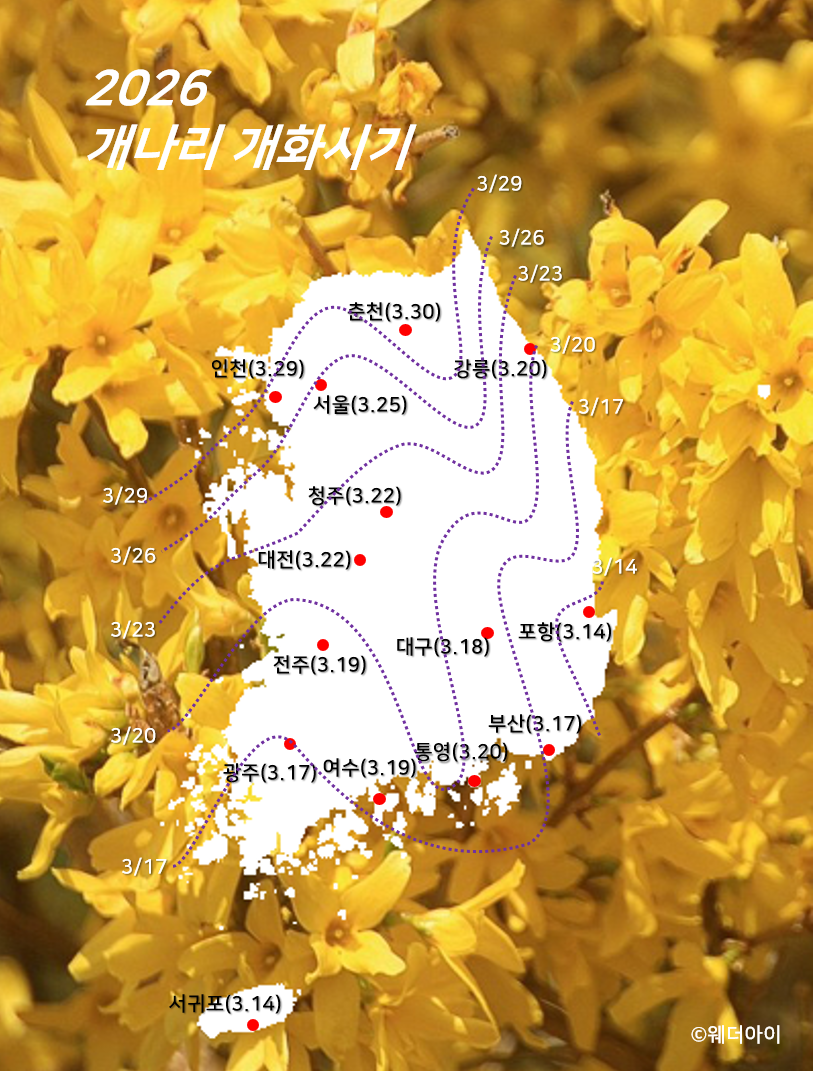 2026
개나리 개화시기
3/29
3/26
3/23
춘천(3.30)
3/20
인천(3.29)
강릉(3.20)
서울(3.25)
3/17
3/29
청주(3.22)
3/26
대전(3.22)
3/14
3/23
포항(3.14)
대구(3.18)
전주(3.19)
부산(3.17)
3/20
통영(3.20)
여수(3.19)
광주(3.17)
3/17
서귀포(3.14)
©웨더아이